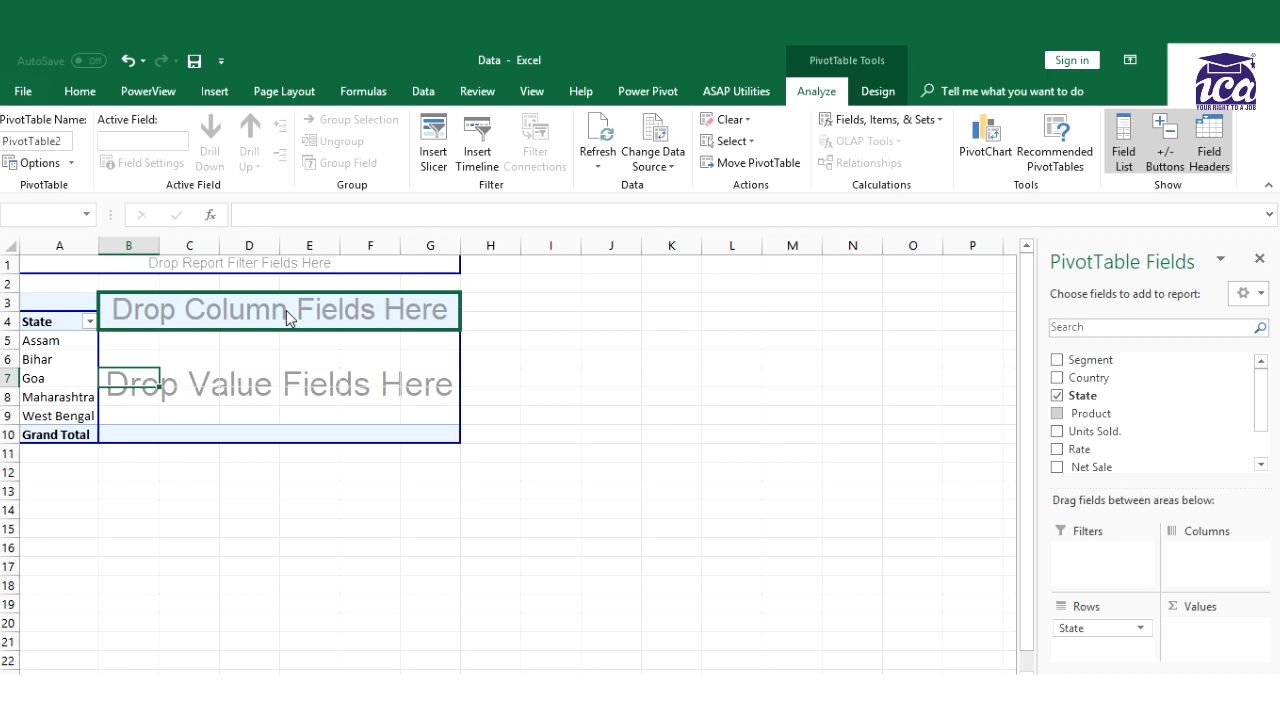 AutoSave Off
Data - Excel
PivotTable Tools
Sign in
ica
YOUR RIGHT TO A JOB
File Home PowerView Insert Page Layout Formulas Data Review View Help Power Pivot ASAP Utilities Analyze Design Tell me what you want to do
PivotTable Name:
PivotTable2
Options
PivotTable
Active Field:
Field Settings
Drill Down
Drill Up
Active Field
Group Selection
Ungroup
Group Field
Group
Insert Slicer
Insert Timeline
Filter Connections
Filter
Refresh
Change Data Source
Data
Clear
Select
Move PivotTable
Actions
Fields, Items, & Sets
OLAP Tools
Relationships
Calculations
PivotChart
Recommended PivotTables
Tools
Field List
+/- Buttons
Field Headers
Show
fx
A B C D E F G H I J K L M N O P
1 Drop Report Filter Fields Here
2
3 Drop Column Fields Here
4 State
5 Assam
6 Bihar
7 Goa
Drop Value Fields Here
8 Maharashtra
9 West Bengal
10 Grand Total
11
12
13
14
15
16
17
18
19
20
21
22
PivotTable Fields
Choose fields to add to report:
Search
Segment
Country
State
Product
Units Sold.
Rate
Net Sale
Drag fields between areas below:
Filters
Columns
Rows
Σ Values
State